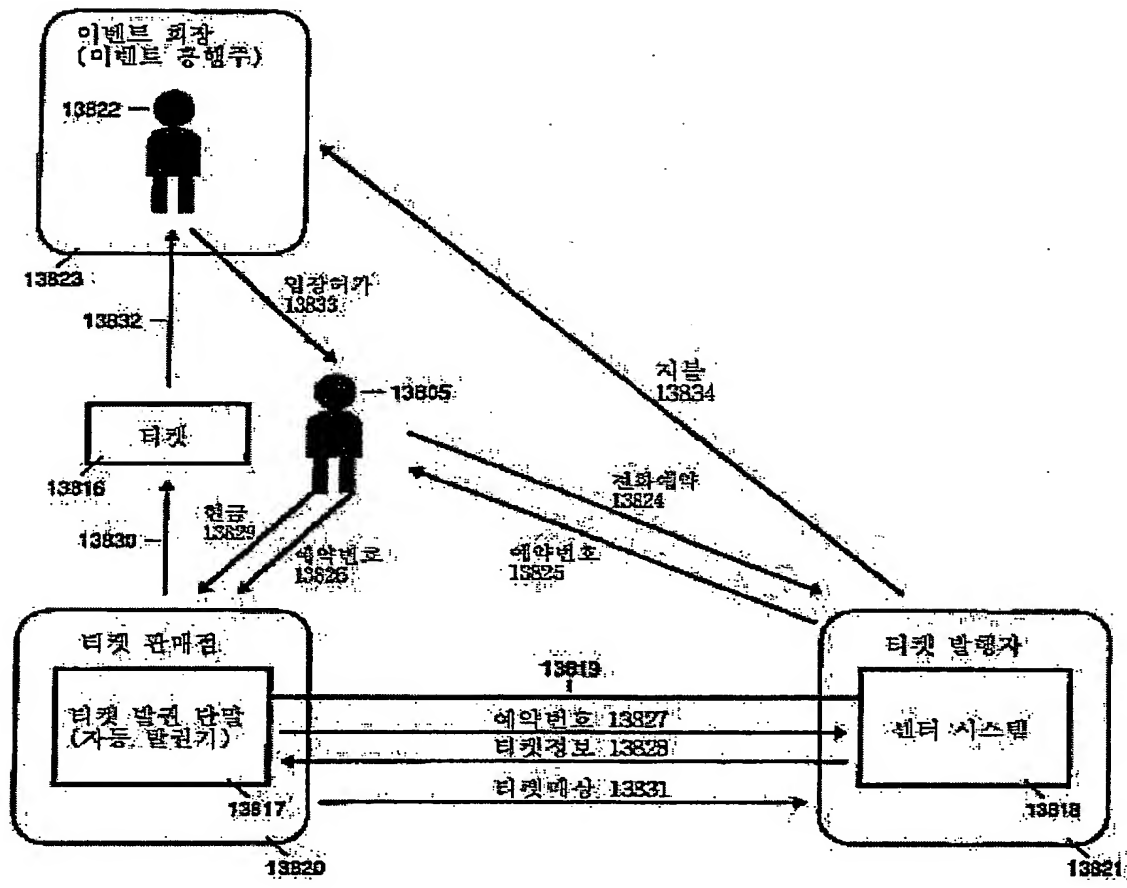 이벤트 회장
(이벤트 흥행주)
13822
13823
입장허가
13833
13832
13805
지불
13834
티켓
13816
전화예약
13824
현금
13829
13830
예약번호
13826
예약번호
13825
티켓 판매점
티켓 발행자
13819
티켓 발권 단말
(자동 발권기)
예약번호 13827
센터 시스템
티켓정보 13828
티켓매상 13831
13817
13818
13820
13821